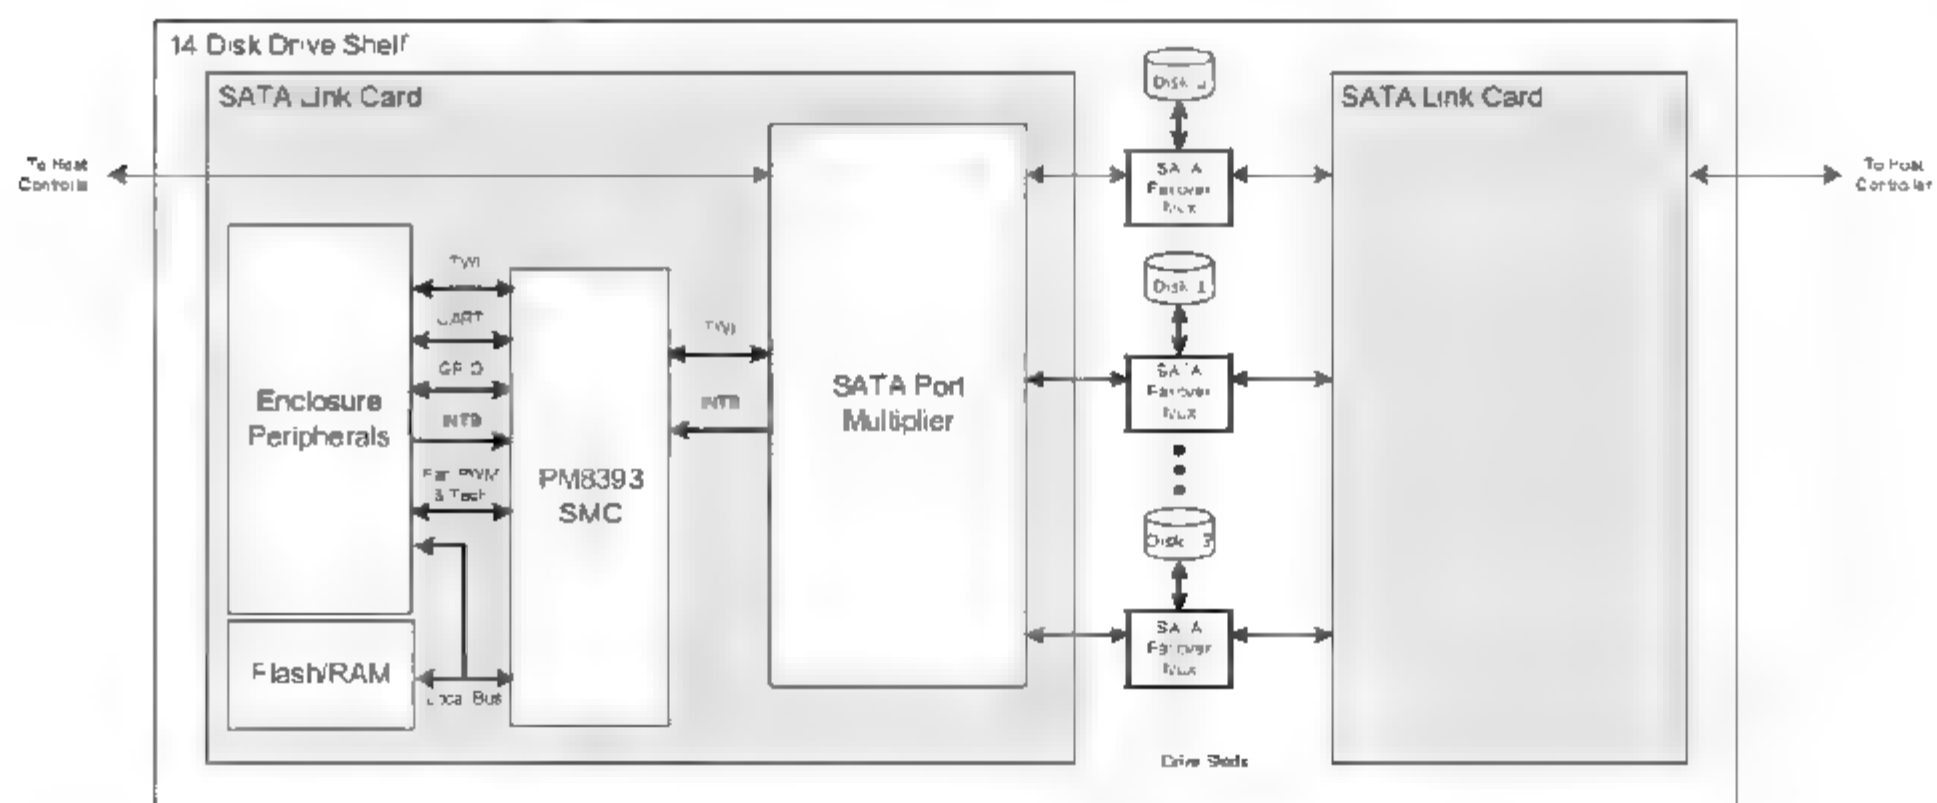 14 Disk Drive Shelf
SATA Link Card
SATA Link Card
Disk
To Host
Controller
SATA
Failover
Mux
To Host
Controller
TWI
Disk 1
UART
TWI
GPIO
SATA
Failover
Mux
Enclosure
Peripherals
SATA Port
Multiplier
INTB
INTB
Fan PWM
& Tach
PM8393
SMC
Disk
SATA
Failover
Mux
Flash/RAM
Local Bus
Drive Sleds